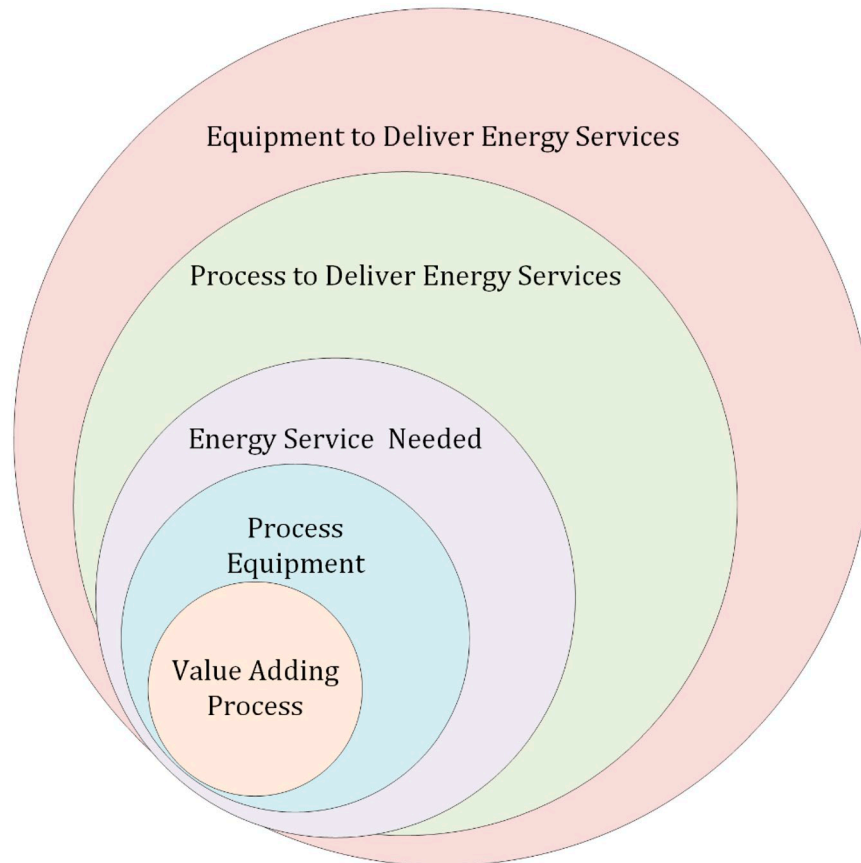 Equipment to Deliver Energy Services
Process to Deliver Energy Services
Energy Service  Needed
Process
Equipment
Value Adding
Process